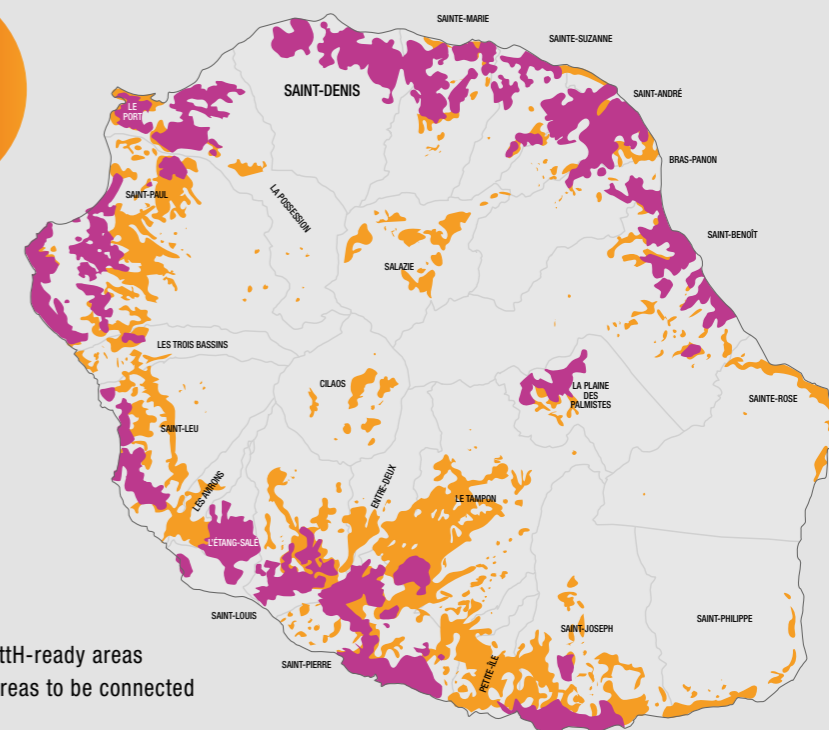 SAINTE-MARIE
SAINTE-SUZANNE
SAINT-DENIS
SAINT-ANDRÉ
LE
PORT
BRAS-PANON
SAINT-PAUL
LA POSSESSION
SAINT-BENOÎT
SALAZIE
LES TROIS BASSINS
CILAOS
LA PLAINE
DES
PALMISTES
SAINTE-ROSE
SAINT-LEU
LES AVIRONS
ENTRE-DEUX
LE TAMPON
L'ÉTANG-SALÉ
SAINT-LOUIS
SAINT-JOSEPH
SAINT-PHILIPPE
SAINT-PIERRE
PETITE-ÎLE
ttH-ready areas
reas to be connected